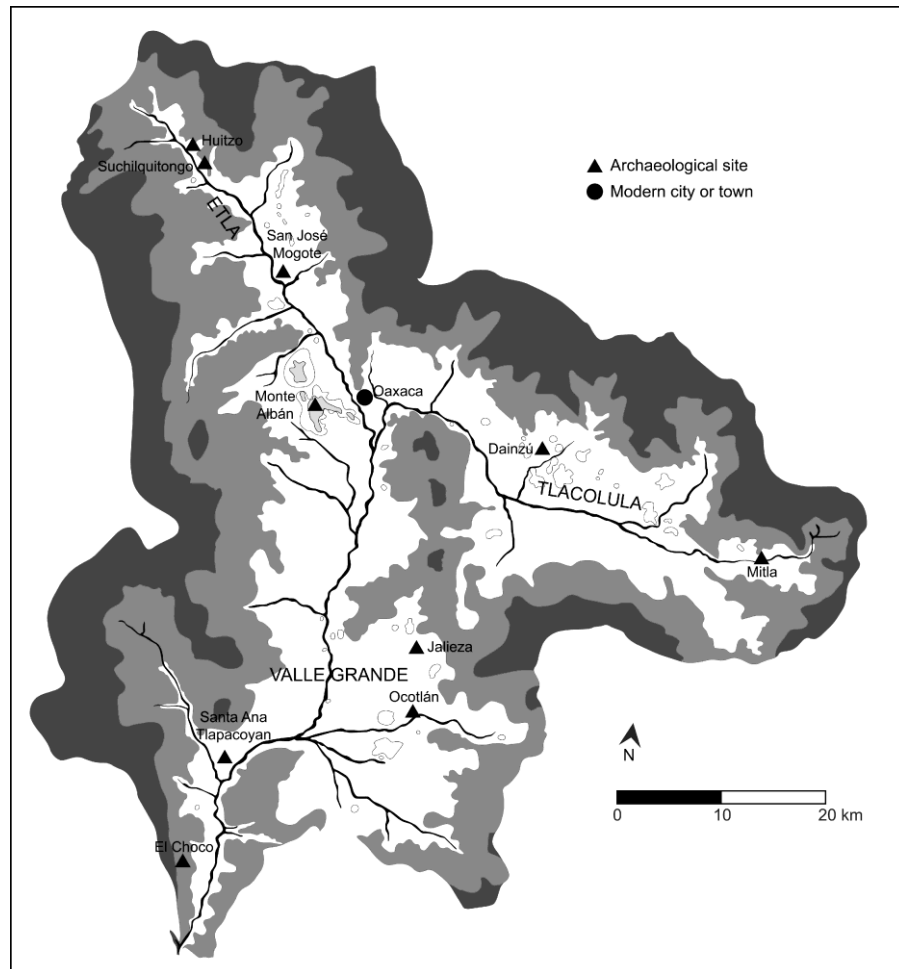 Huitzo
Suchilquitongo
ETLA
San José
Mogote
Archaeological site
Modern city or town
Monte
Albán
Oaxaca
Dainzú
TLACOLULA
Mitla
Jalieza
VALLE GRANDE
Ocotlán
Santa Ana
Tlapacoyan
El Choco
N
0 10 20 km